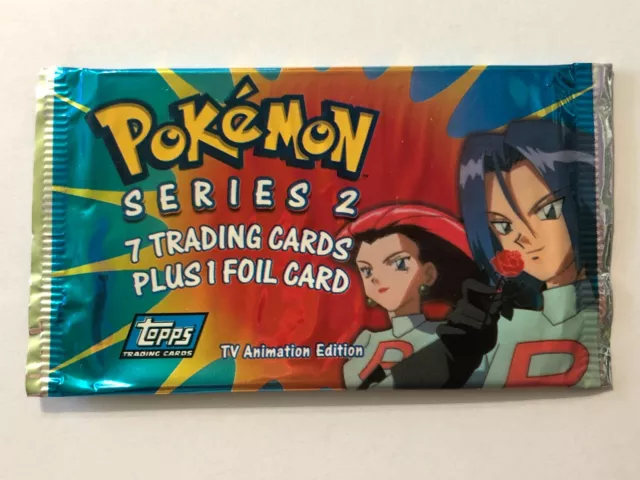 POKéMON
SERIES 2
7 TRADING CARDS
PLUS 1 FOIL CARD
topps
TRADING CARDS
TV Animation Edition
R
R